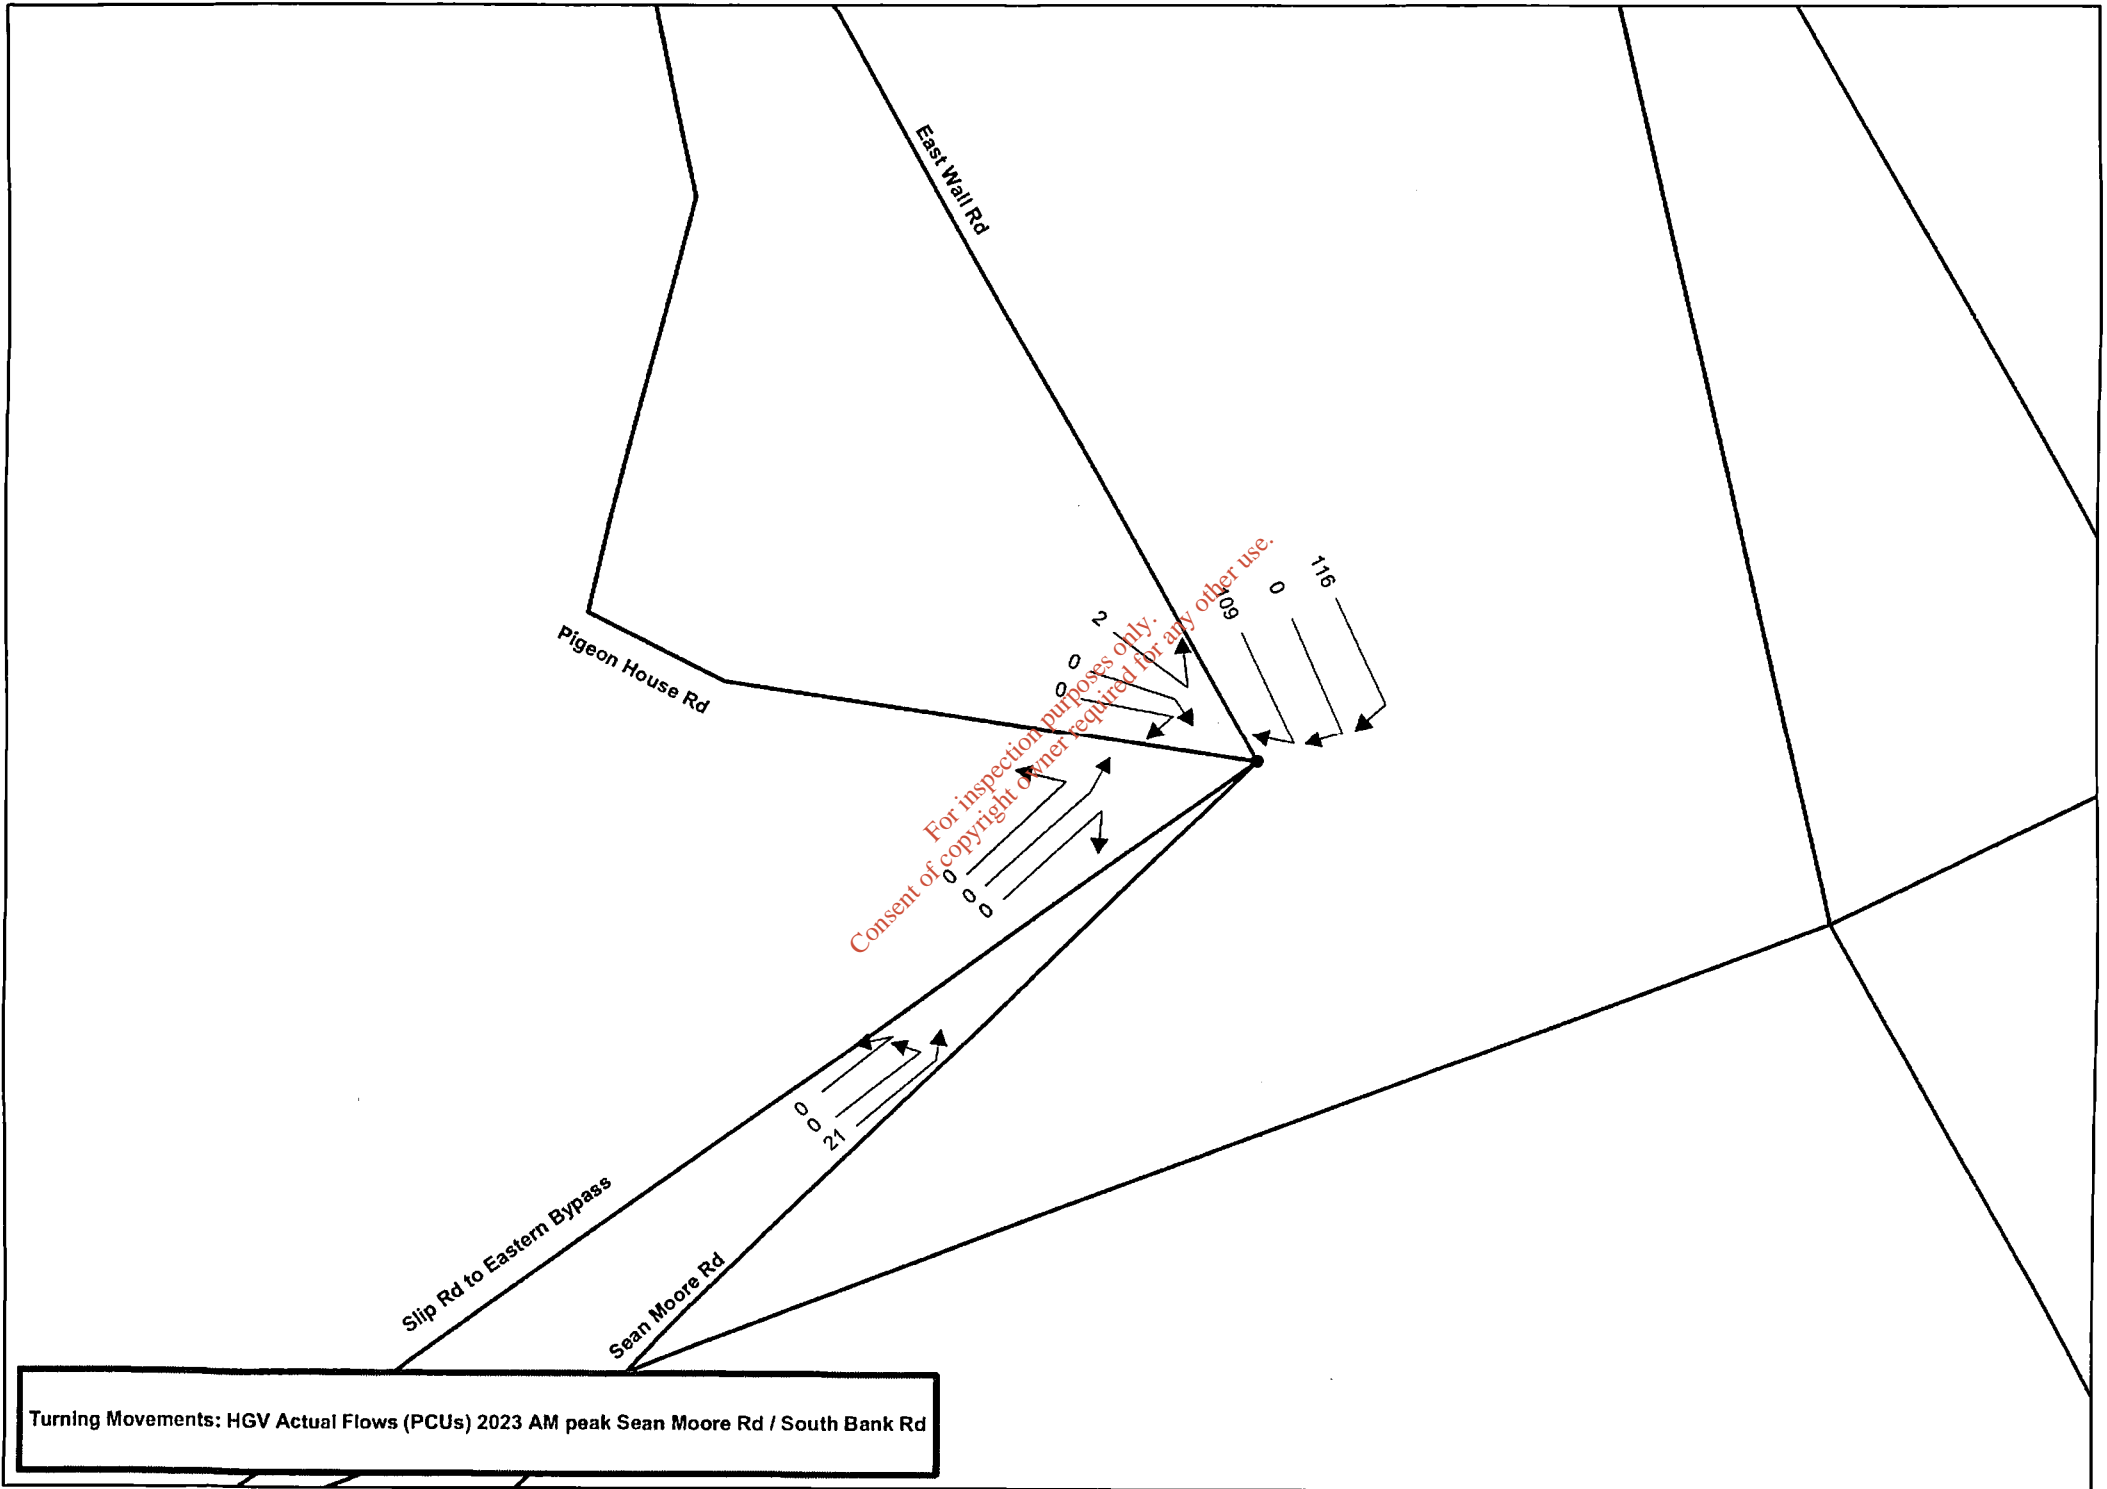 East Wall Rd
116
0
109
2
0
0
Pigeon House Rd
For inspection purposes only.
Consent of copyright owner required for any other use.
0
0
0
0
0
21
Slip Rd to Eastern Bypass
Sean Moore Rd
Turning Movements: HGV Actual Flows (PCUs) 2023 AM peak Sean Moore Rd / South Bank Rd